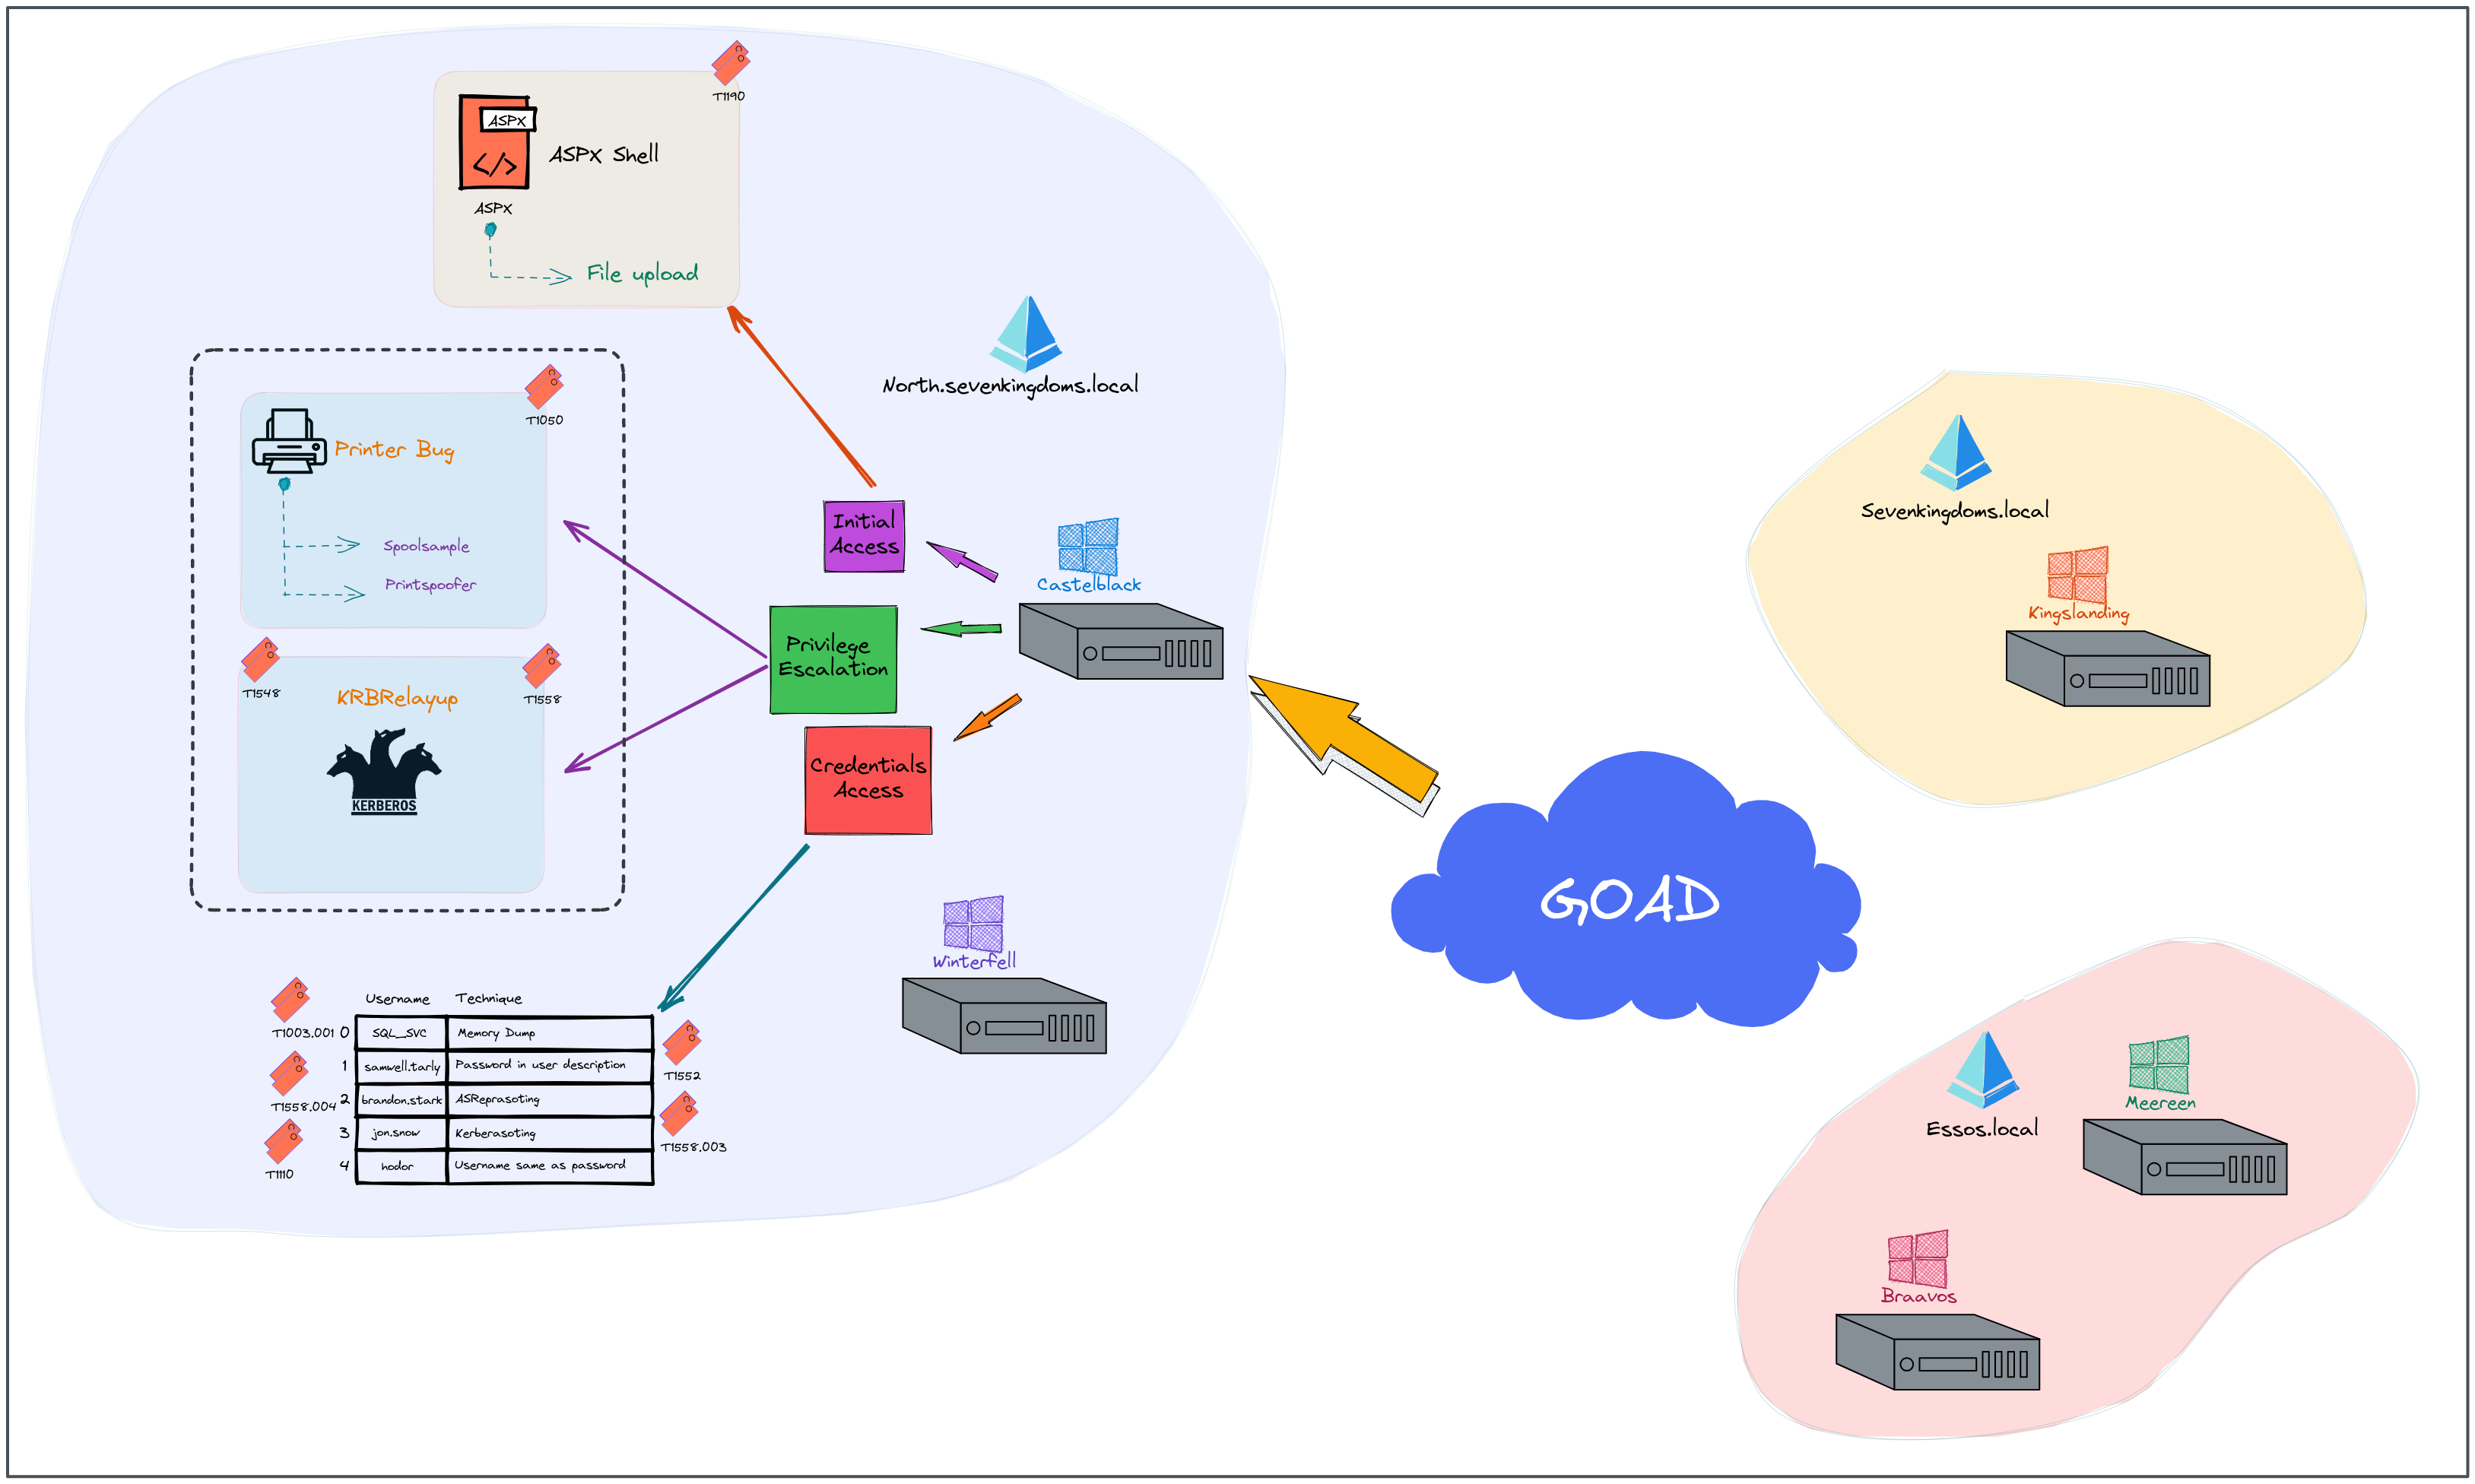 T1190
ASPX
</>
ASPX Shell
ASPX
File upload
North.sevenkingdoms.local
T1050
Printer Bug
Spoolsample
Printspoofer
T1548
T1558
KRBRelayup
KERBEROS
Initial
Access
Privilege
Escalation
Credentials
Access
Castelblack
Winterfell
Username Technique
T1003.001 0 SQL_SVC Memory Dump
T1552
1 samwell.tarly Password in user description
T1558.004 2 brandon.stark ASReprasoting
3 jon.snow Kerberasoting
T1558.003
T1110
4 hodor Username same as password
GOAD
Sevenkingdoms.local
Kingslanding
Essos.local
Meereen
Braavos